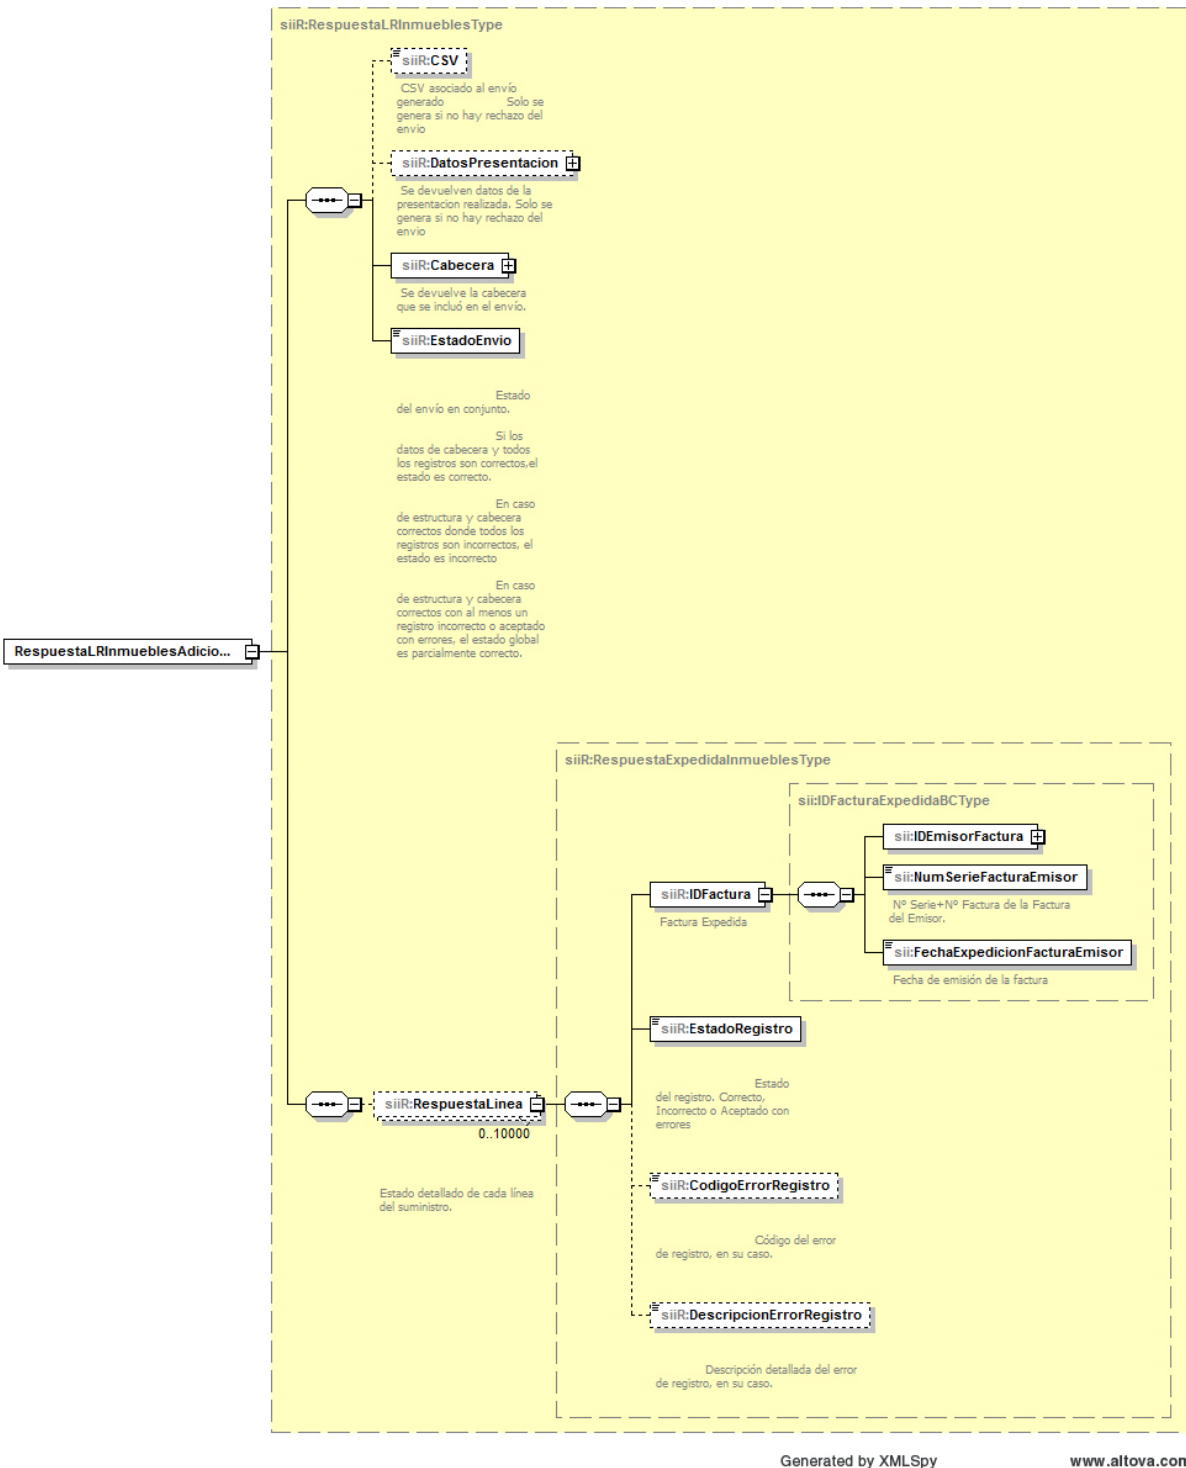 siiR:RespuestaLRInmueblesType
siiR:CSV
CSV asociado al envío
generado Solo se
genera si no hay rechazo del
envio
siiR:DatosPresentacion
Se devuelven datos de la
presentacion realizada. Solo se
genera si no hay rechazo del
envio
siiR:Cabecera
Se devuelve la cabecera
que se incluó en el envío.
siiR:EstadoEnvio
Estado
del envío en conjunto.
Si los
datos de cabecera y todos
los registros son correctos,el
estado es correcto.
En caso
de estructura y cabecera
correctos donde todos los
registros son incorrectos, el
estado es incorrecto
En caso
de estructura y cabecera
correctos con al menos un
registro incorrecto o aceptado
con errores, el estado global
es parcialmente correcto.
RespuestaLRInmueblesAdicio...
siiR:RespuestaExpedidaInmueblesType
sii:IDFacturaExpedidaBCType
sii:IDEmisorFactura
sii:NumSerieFacturaEmisor
Nº Serie+Nº Factura de la Factura
del Emisor.
siiR:IDFactura
Factura Expedida
sii:FechaExpedicionFacturaEmisor
Fecha de emisión de la factura
siiR:EstadoRegistro
Estado
del registro. Correcto,
Incorrecto o Aceptado con
errores
siiR:RespuestaLinea
0..10000
Estado detallado de cada línea
del suministro.
siiR:CodigoErrorRegistro
Código del error
de registro, en su caso.
siiR:DescripcionErrorRegistro
Descripción detallada del error
de registro, en su caso.
Generated by XMLSpy
www.altova.com